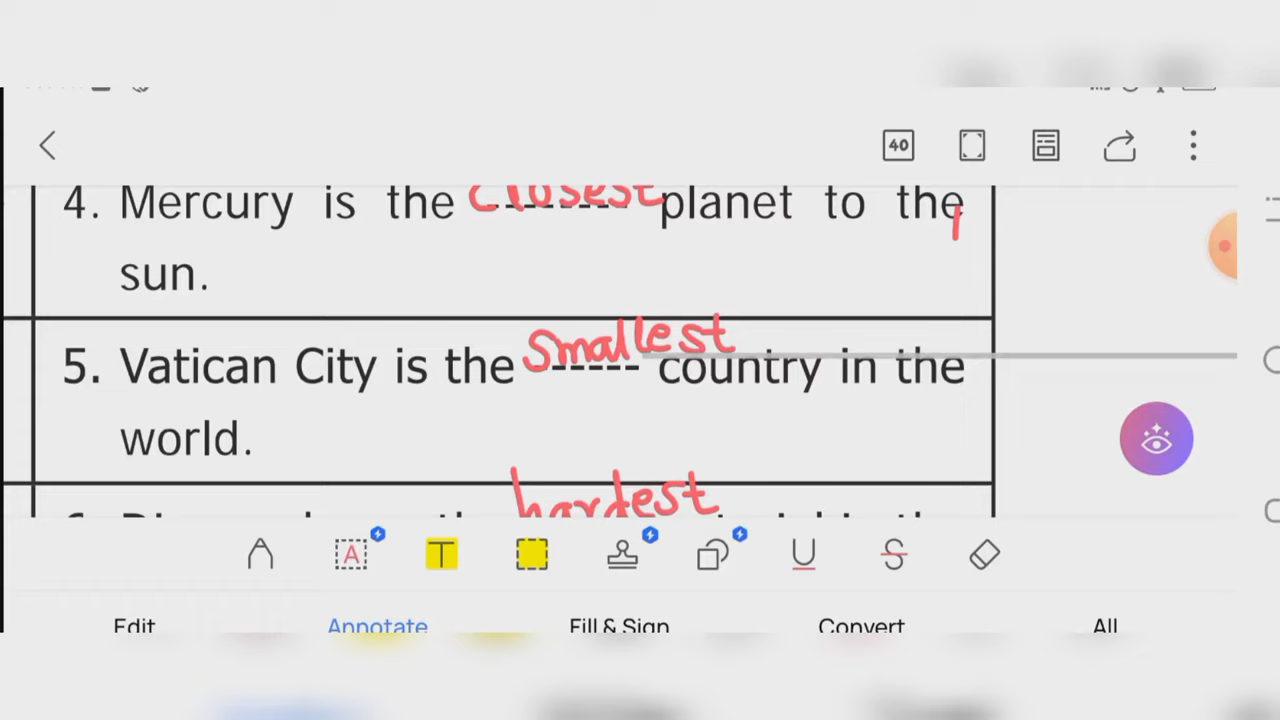 40
4. Mercury is the closest planet to the
sun.
5. Vatican City is the smallest country in the
world.
hardest
A T U S
Edit Annotate Fill & Sign Convert All